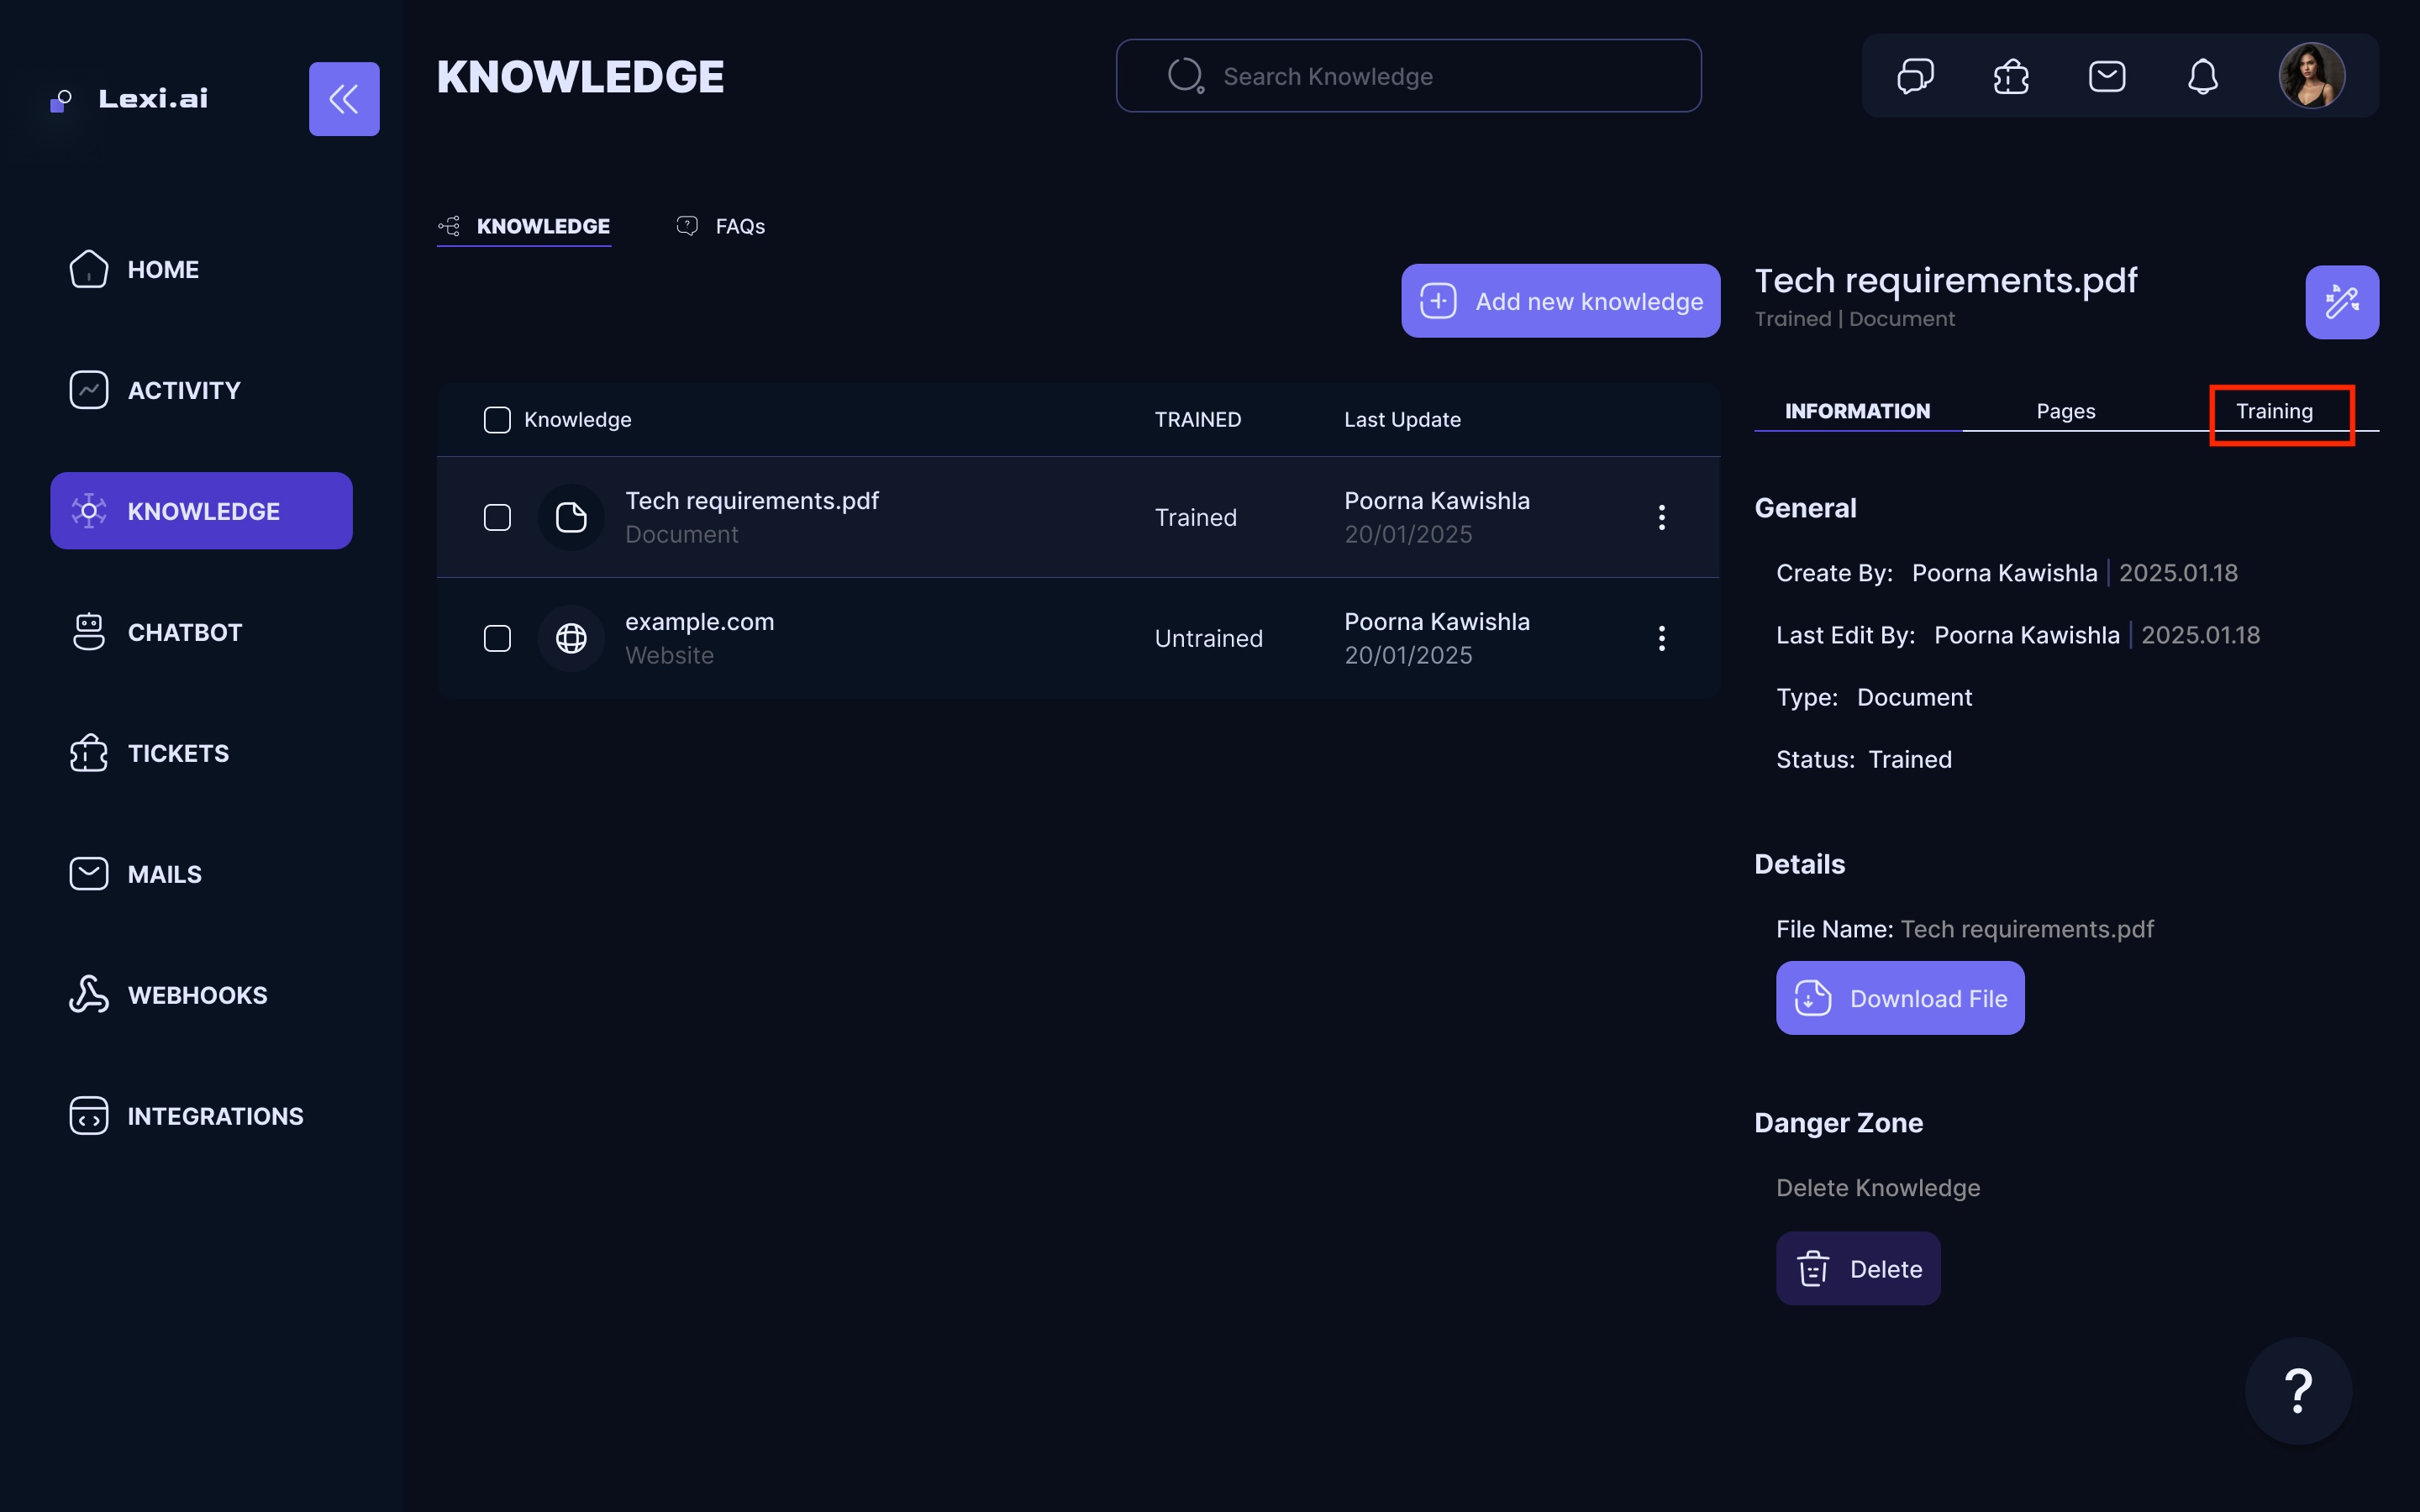 Lexi.ai
KNOWLEDGE
Search Knowledge
HOME
ACTIVITY
KNOWLEDGE
CHATBOT
TICKETS
MAILS
WEBHOOKS
INTEGRATIONS
KNOWLEDGE
FAQs
Add new knowledge
Knowledge TRAINED Last Update
Tech requirements.pdf Trained Poorna Kawishla
Document 20/01/2025
example.com Untrained Poorna Kawishla
Website 20/01/2025
Tech requirements.pdf
Trained | Document
INFORMATION Pages Training
General
Create By: Poorna Kawishla | 2025.01.18
Last Edit By: Poorna Kawishla | 2025.01.18
Type: Document
Status: Trained
Details
File Name: Tech requirements.pdf
Download File
Danger Zone
Delete Knowledge
Delete
?